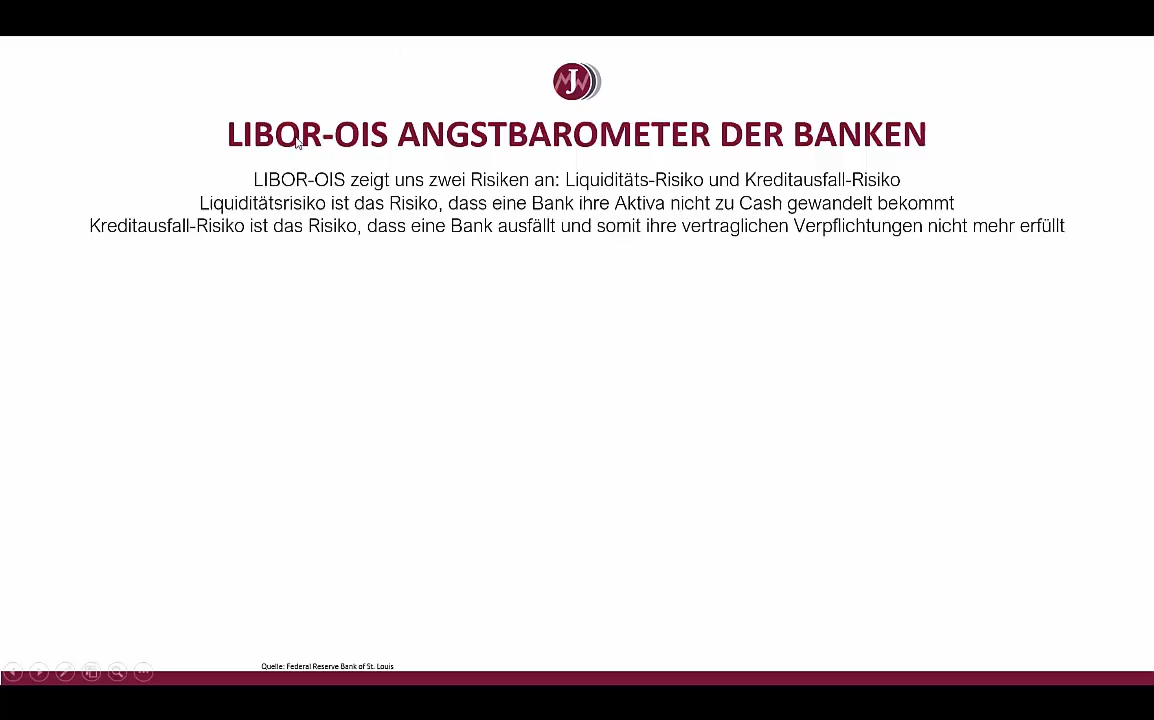 J
LIBOR-OIS ANGSTBAROMETER DER BANKEN
LIBOR-OIS zeigt uns zwei Risiken an: Liquiditäts-Risiko und Kreditausfall-Risiko
Liquiditätsrisiko ist das Risiko, dass eine Bank ihre Aktiva nicht zu Cash gewandelt bekommt
Kreditausfall-Risiko ist das Risiko, dass eine Bank ausfällt und somit ihre vertraglichen Verpflichtungen nicht mehr erfüllt
Quelle: Federal Reserve Bank of St. Louis